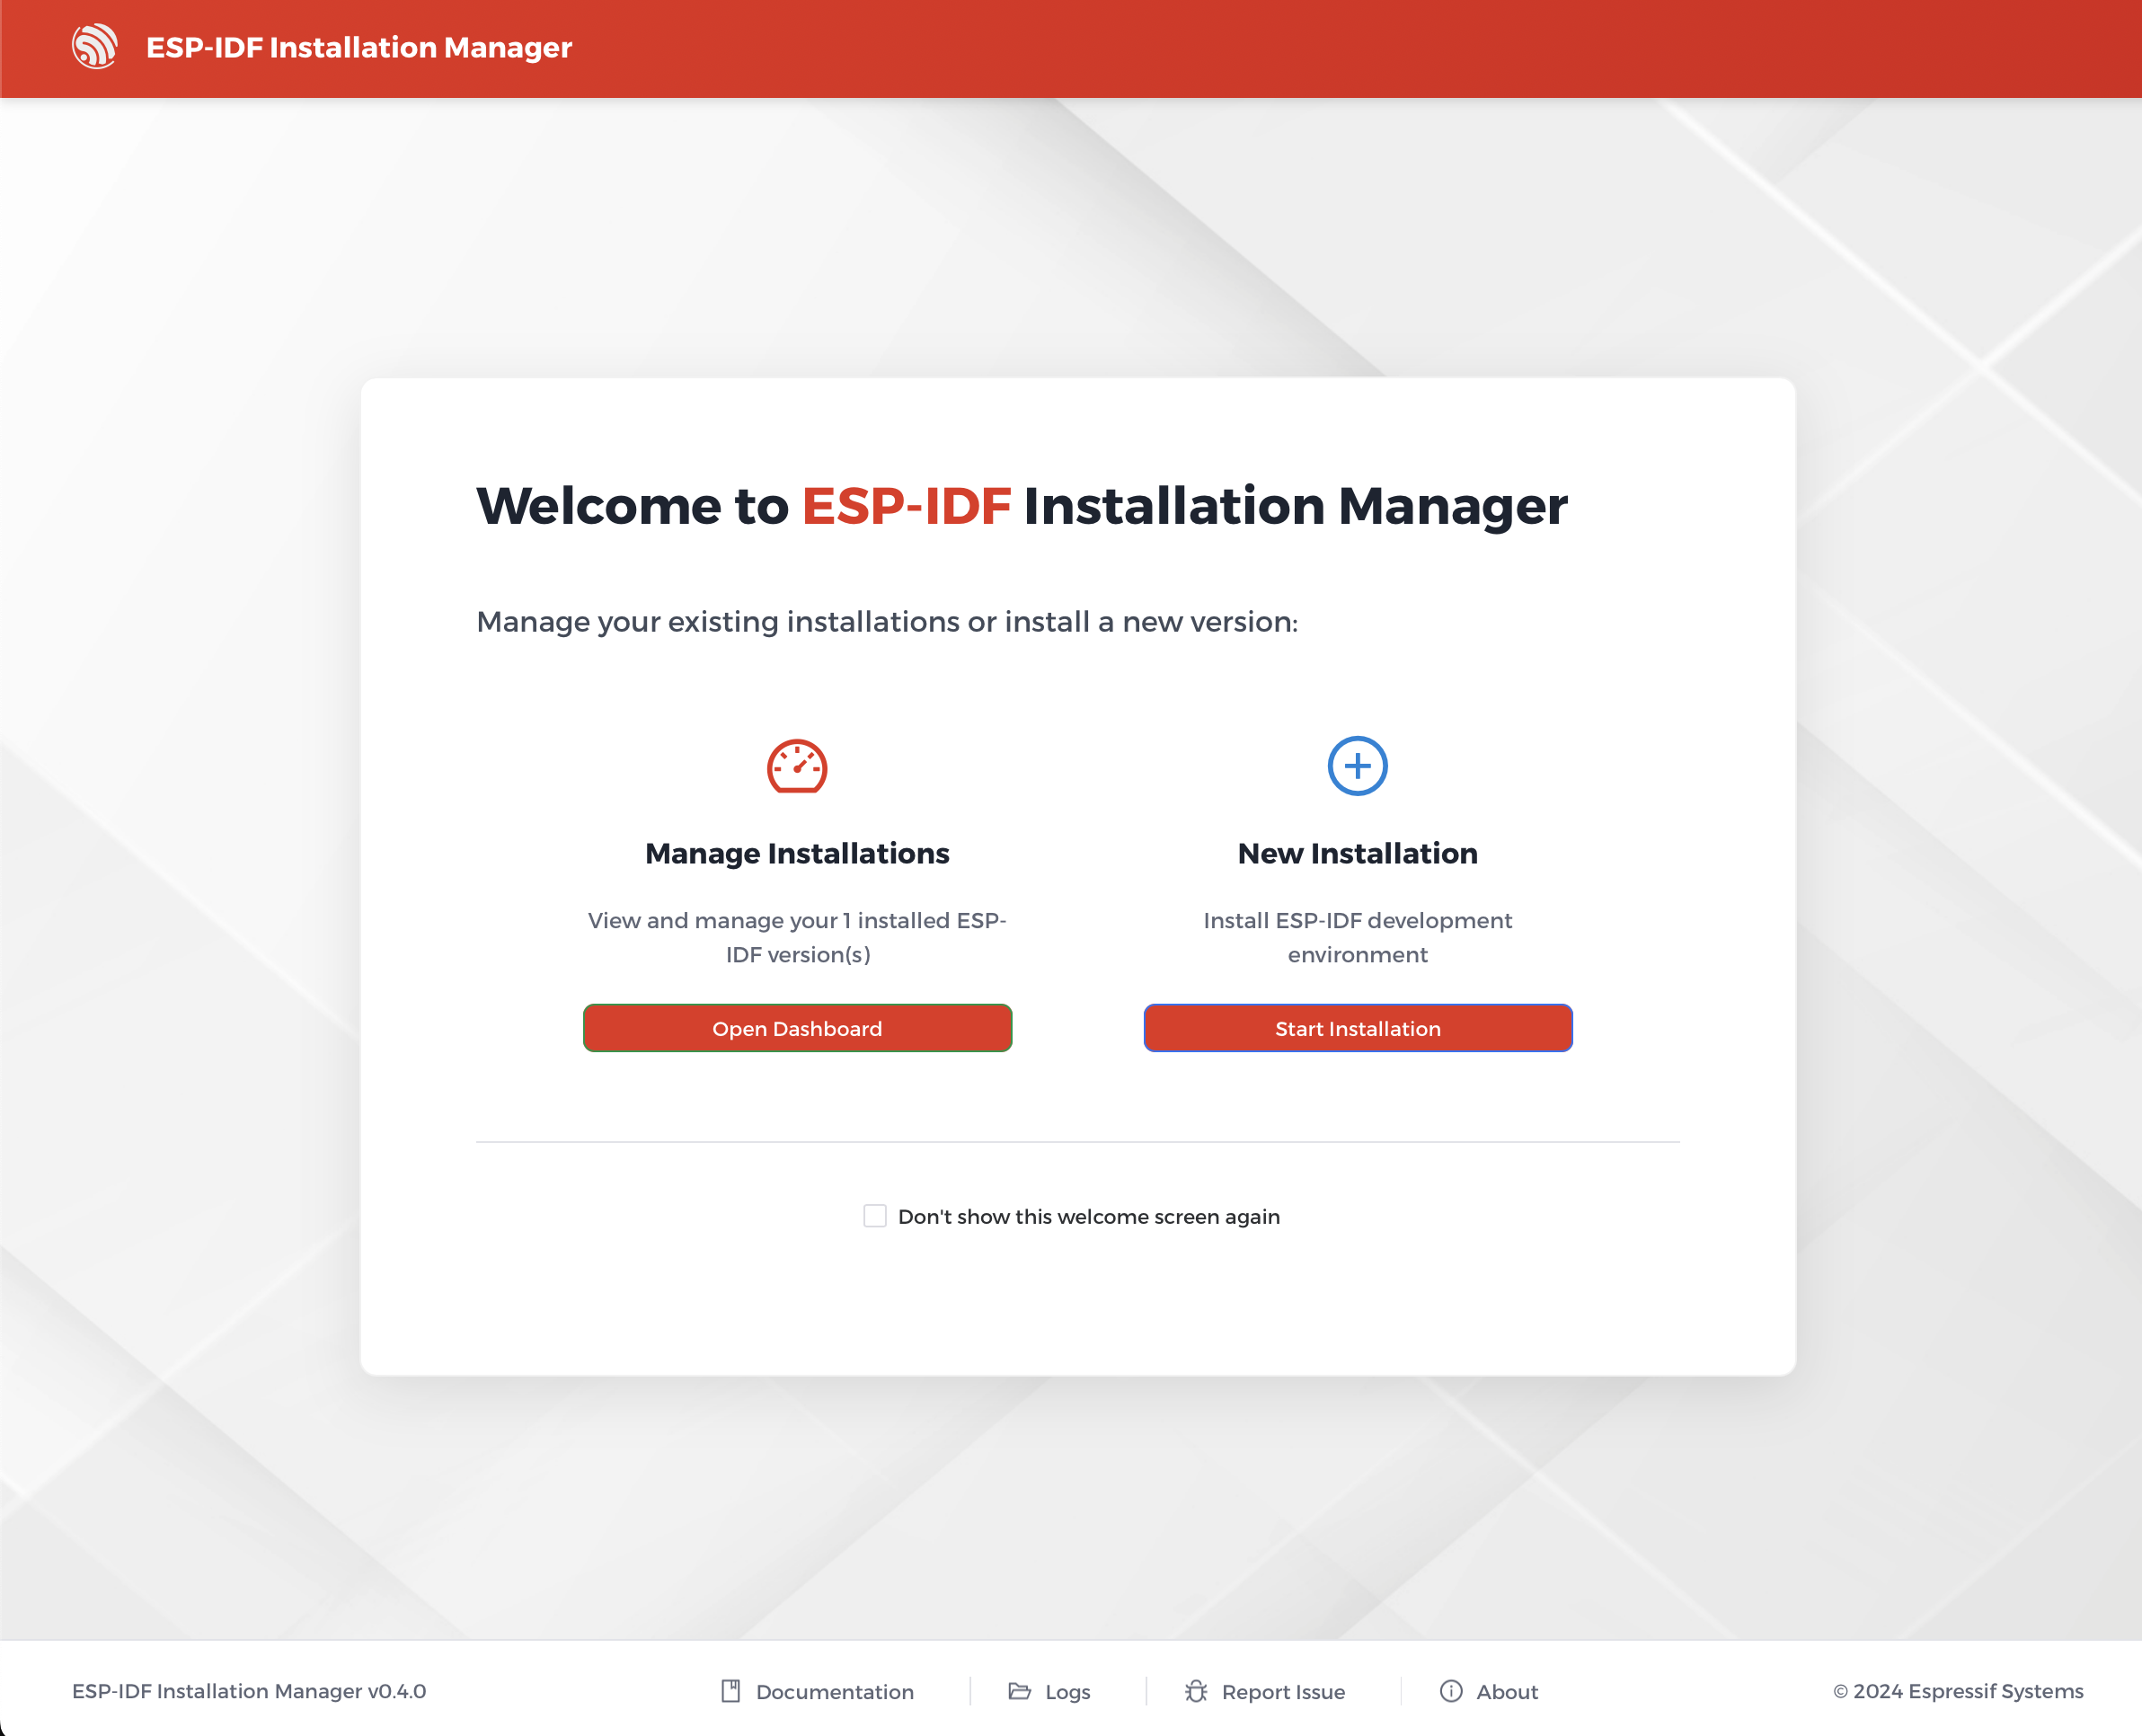 ESP-IDF Installation Manager
Welcome to ESP-IDF Installation Manager
Manage your existing installations or install a new version:
Manage Installations
View and manage your 1 installed ESP-
IDF version(s)
Open Dashboard
New Installation
Install ESP-IDF development
environment
Start Installation
Don't show this welcome screen again
ESP-IDF Installation Manager v0.4.0
Documentation
Logs
Report Issue
About
© 2024 Espressif Systems